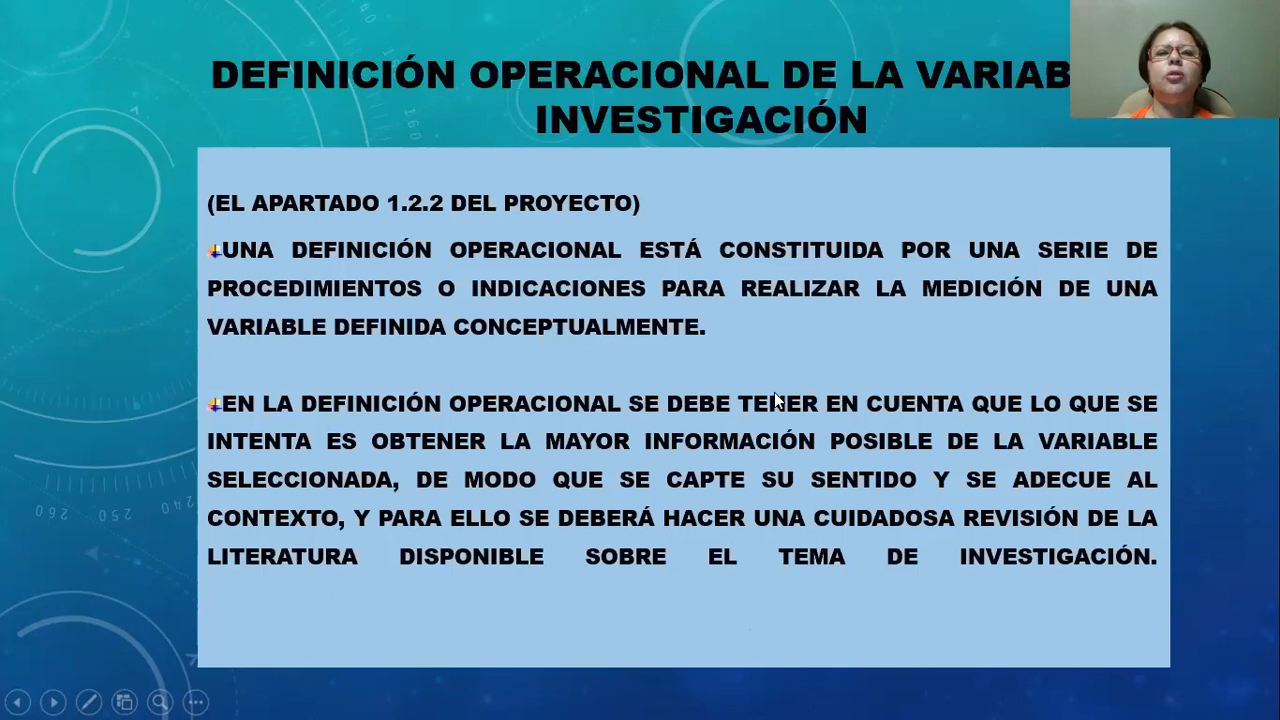 DEFINICIÓN OPERACIONAL DE LA
INVESTIGACIÓN
(EL APARTADO 1.2.2 DEL PROYECTO)
UNA DEFINICIÓN OPERACIONAL ESTÁ CONSTITUIDA POR UNA SERIE DE
PROCEDIMIENTOS O INDICACIONES PARA REALIZAR LA MEDICIÓN DE UNA
VARIABLE DEFINIDA CONCEPTUALMENTE.
EN LA DEFINICIÓN OPERACIONAL SE DEBE TENER EN CUENTA QUE LO QUE SE
INTENTA ES OBTENER LA MAYOR INFORMACIÓN POSIBLE DE LA VARIABLE
SELECCIONADA, DE MODO QUE SE CAPTE SU SENTIDO Y SE ADECUE AL
CONTEXTO, Y PARA ELLO SE DEBERÁ HACER UNA CUIDADOSA REVISIÓN DE LA
LITERATURA DISPONIBLE SOBRE EL TEMA DE INVESTIGACIÓN.
160
260 250 240